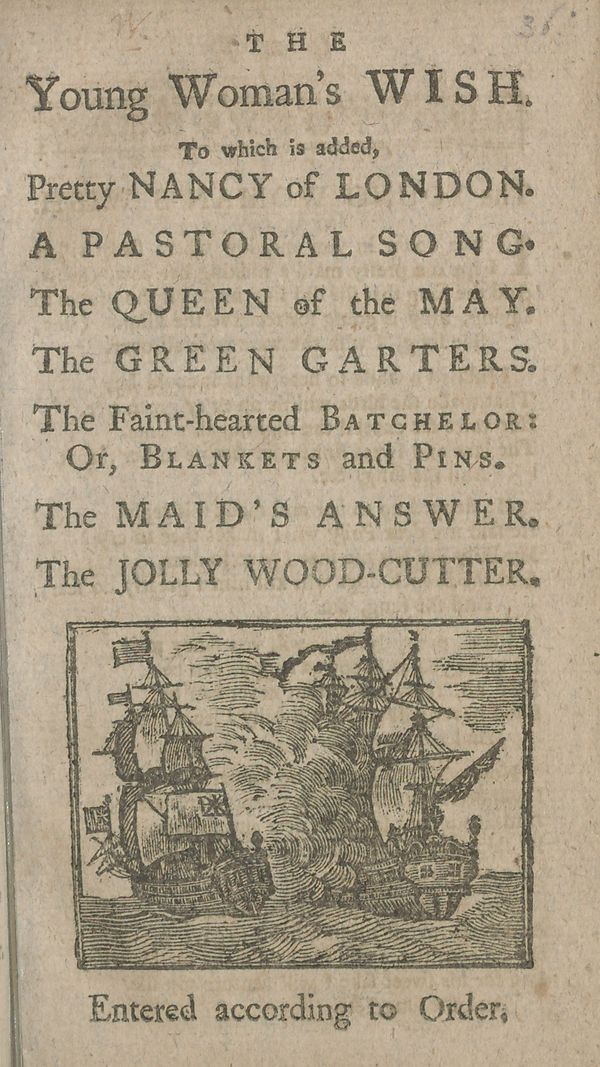 36.
THE
Young Woman's WISH.
To which is added,
Pretty NANCY of LONDON.
A PASTORAL SONG.
The QUEEN of the MAY.
The GREEN GARTERS.
The Faint-hearted BATCHELOR:
Or, BLANKETS and PINS.
The MAID'S ANSWER.
The JOLLY WOOD-CUTTER.
Entered according to Order.